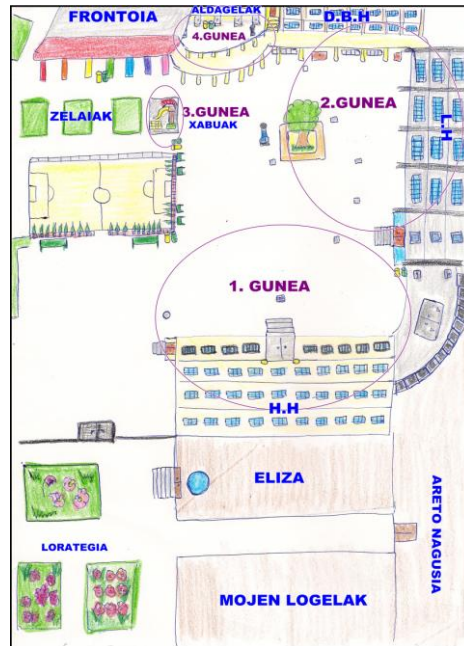 FRONTOIA
ALDAGELAK
D.B.H
4.GUNEA
ZELAIAK
3.GUNEA
XABUAK
2.GUNEA
L.H
1. GUNEA
H.H
ELIZA
ARETO NAGUSIA
LORATEGIA
MOJEN LOGELAK